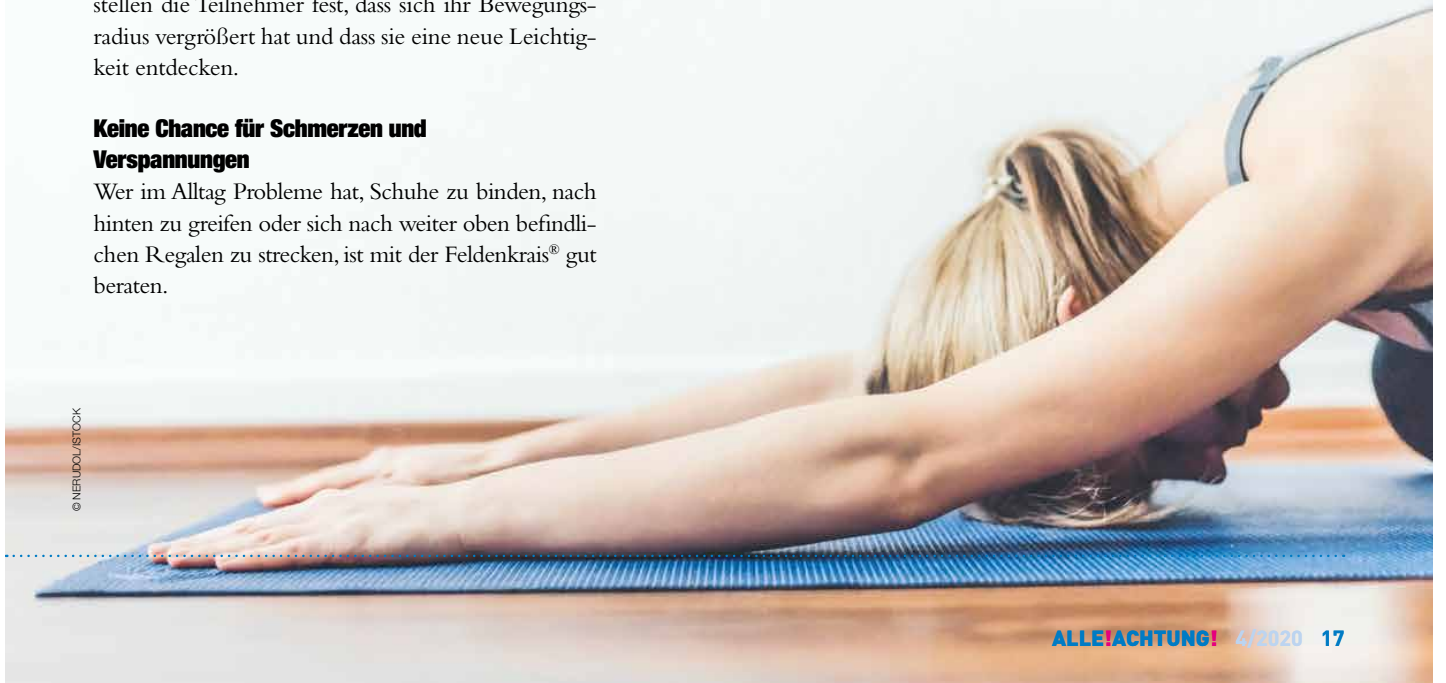 stellen die Teilnehmer fest, dass sich ihr Bewegungs-
radius vergrößert hat und dass sie eine neue Leichtig-
keit entdecken.
Keine Chance für Schmerzen und
Verspannungen
Wer im Alltag Probleme hat, Schuhe zu binden, nach
hinten zu greifen oder sich nach weiter oben befindli-
chen Regalen zu strecken, ist mit der Feldenkrais® gut
beraten.
© NERUDOL/ISTOCK
ALLE!ACHTUNG! 4/2020 17